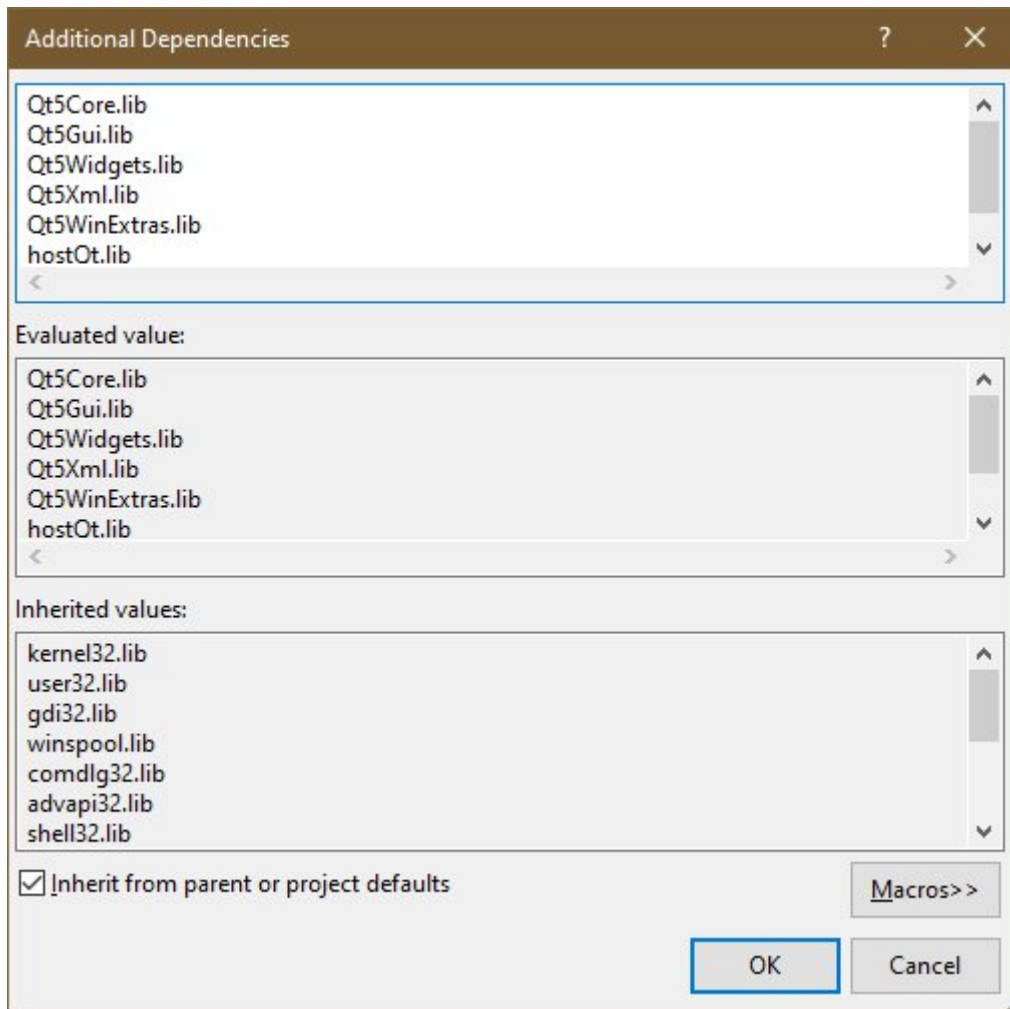 Additional Dependencies ?
Qt5Core.lib
Qt5Gui.lib
Qt5Widgets.lib
Qt5Xml.lib
Qt5WinExtras.lib
hostQt.lib
Evaluated value:
Qt5Core.lib
Qt5Gui.lib
Qt5Widgets.lib
Qt5Xml.lib
Qt5WinExtras.lib
hostQt.lib
Inherited values:
kernel32.lib
user32.lib
gdi32.lib
winspool.lib
comdlg32.lib
advapi32.lib
shell32.lib
Inherit from parent or project defaults
Macros>>
OK Cancel